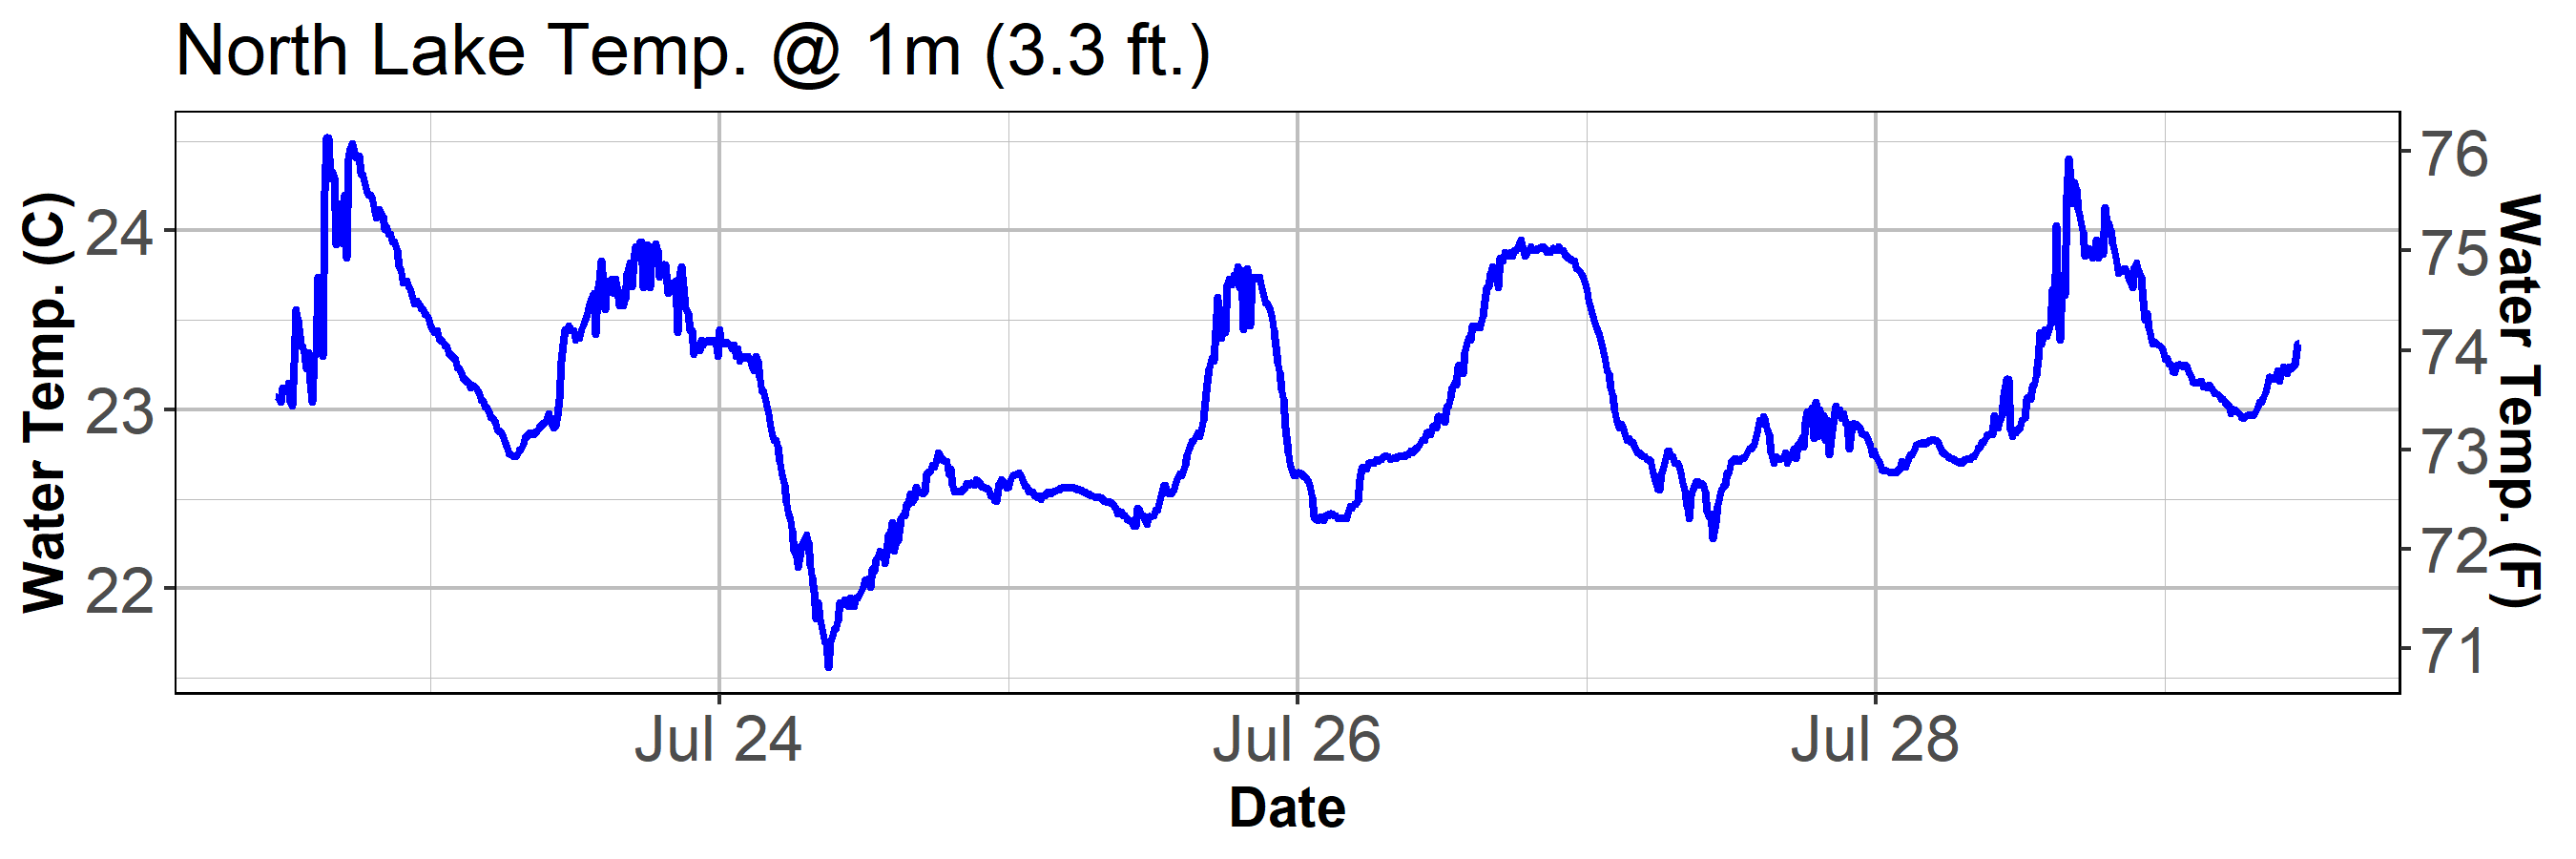 North Lake Temp. @ 1m (3.3 ft.)
Water Temp. (C)
24
23
22
76
75
74
73
72
71
Water Temp. (F)
Jul 24
Jul 26
Jul 28
Date